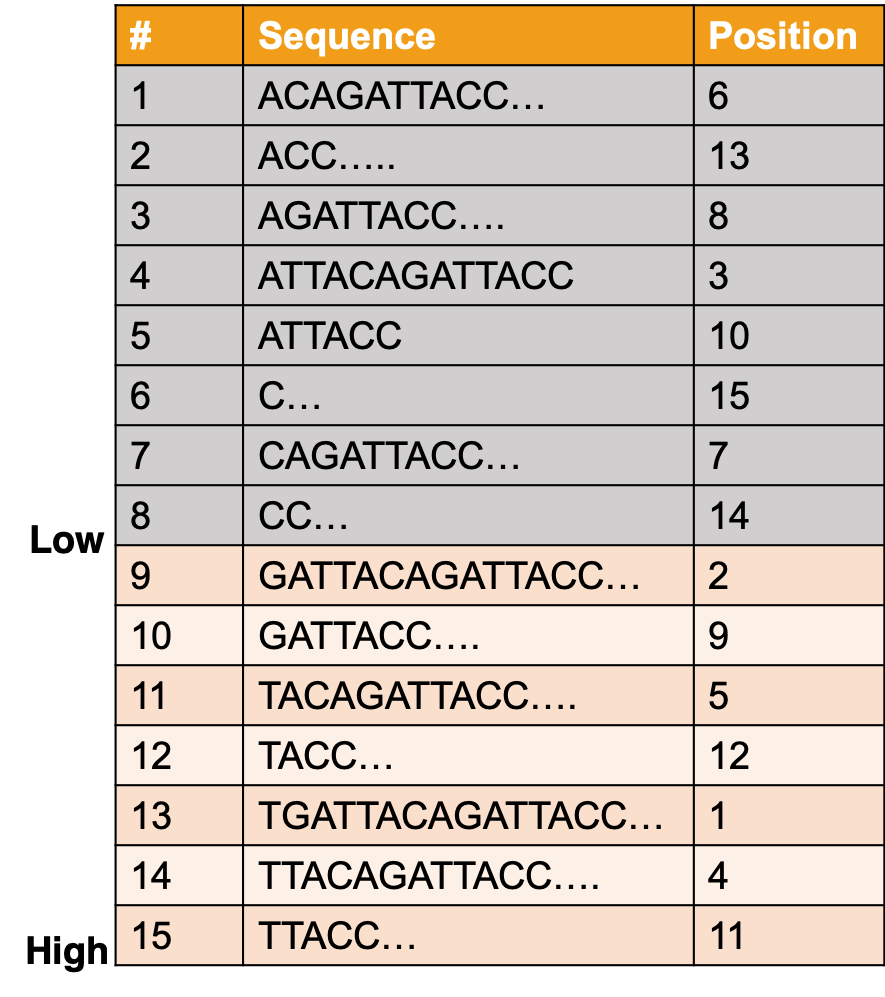 # Sequence Position
1 ACAGATTACC… 6
2 ACC….. 13
3 AGATTACC…. 8
4 ATTACAGATTACC 3
5 ATTACC 10
6 C… 15
7 CAGATTACC… 7
8 CC… 14
Low
9 GATTACAGATTACC… 2
10 GATTACC…. 9
11 TACAGATTACC…. 5
12 TACC… 12
13 TGATTACAGATTACC… 1
14 TTACAGATTACC…. 4
High 15 TTACC… 11